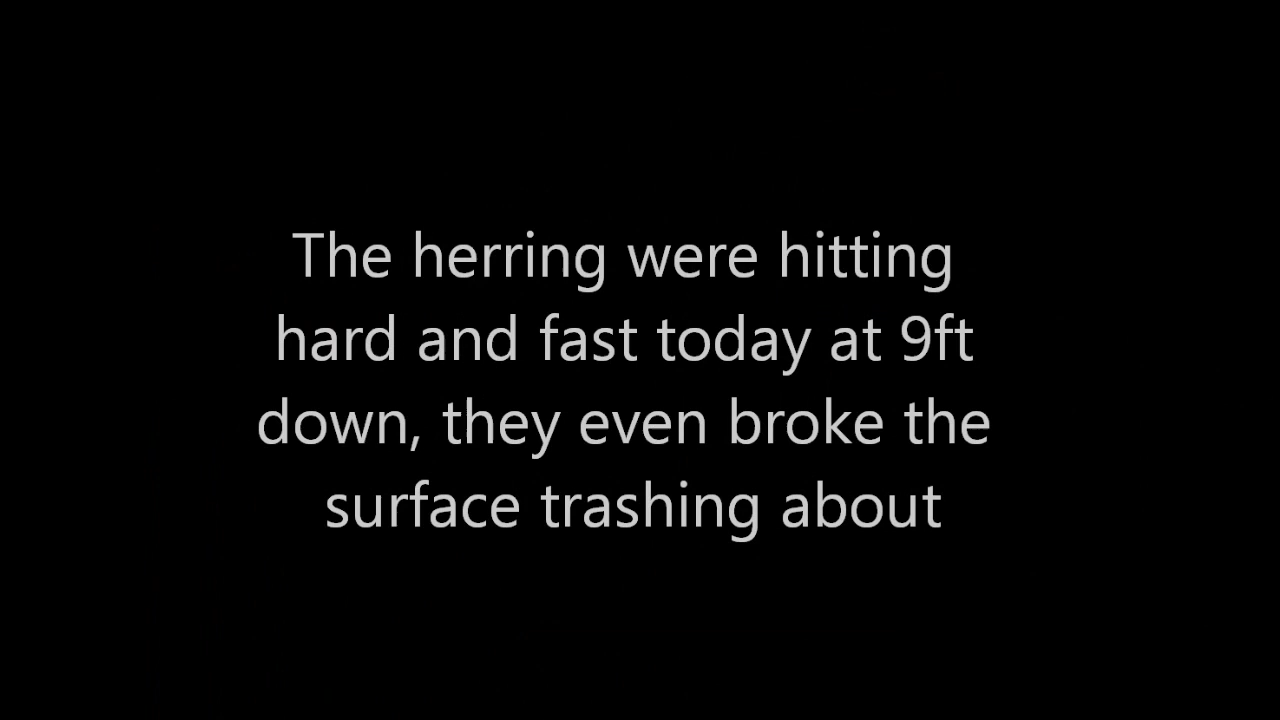 The herring were hitting
hard and fast today at 9ft
down, they even broke the
surface trashing about